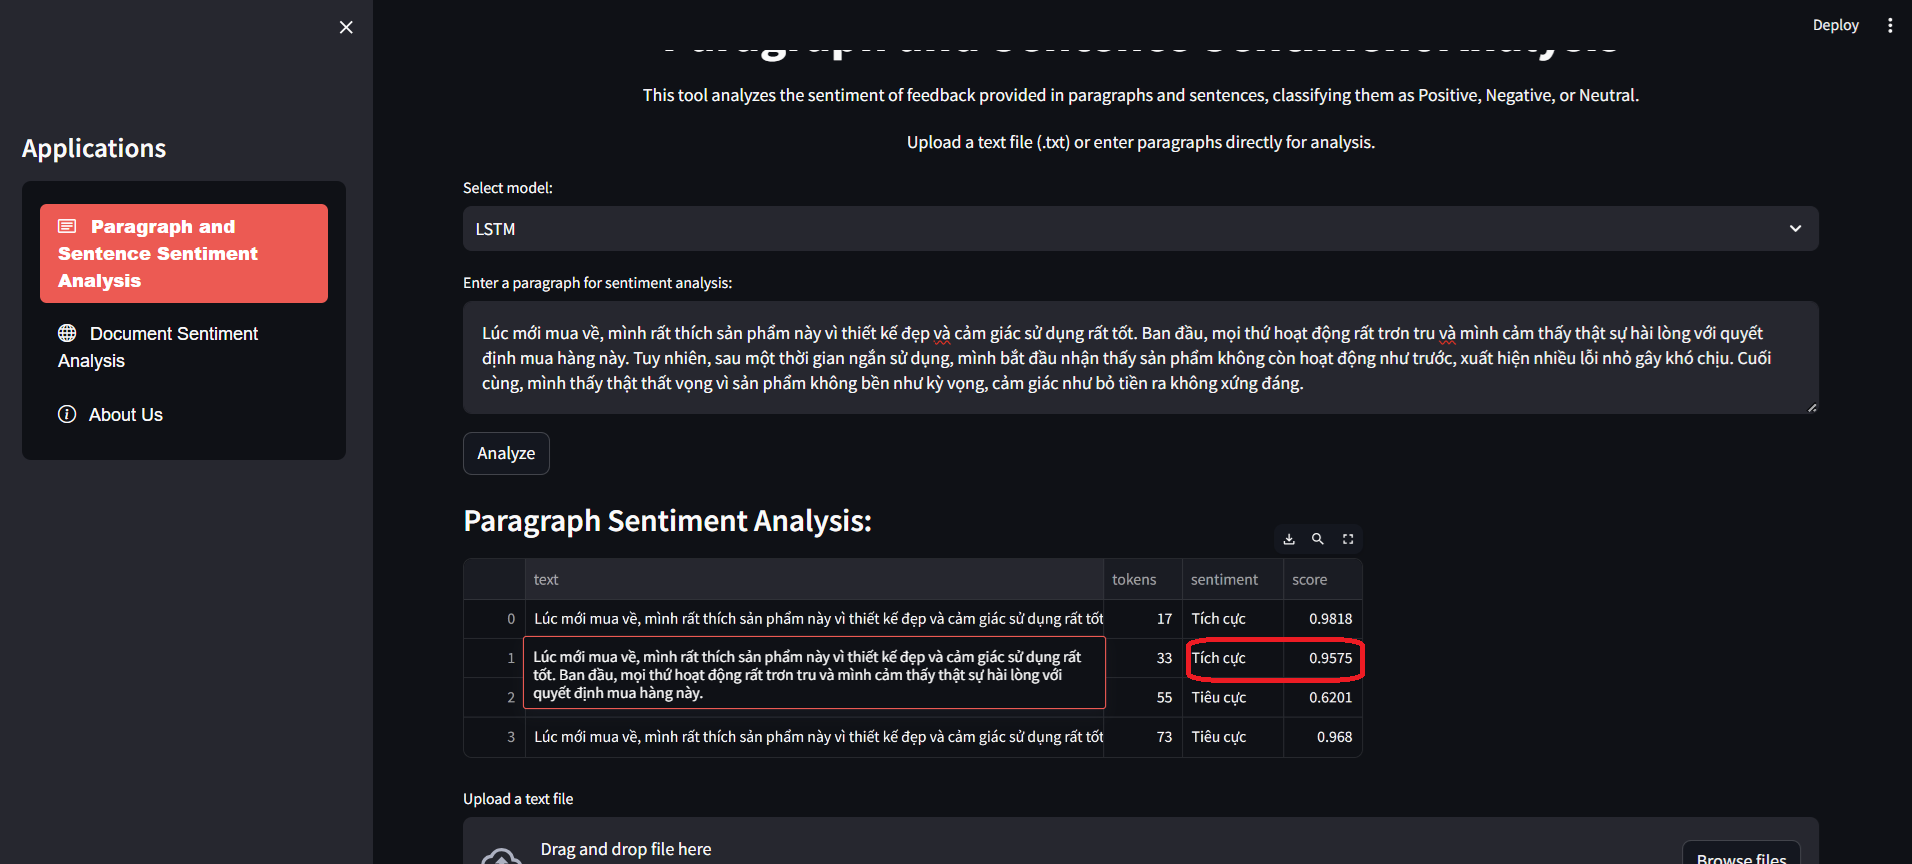 Deploy
Applications
Paragraph and
Sentence Sentiment
Analysis
Document Sentiment
Analysis
About Us
Paragraph and Sentence Sentiment Analysis
This tool analyzes the sentiment of feedback provided in paragraphs and sentences, classifying them as Positive, Negative, or Neutral.
Upload a text file (.txt) or enter paragraphs directly for analysis.
Select model:
LSTM
Enter a paragraph for sentiment analysis:
Lúc mới mua về, mình rất thích sản phẩm này vì thiết kế đẹp và cảm giác sử dụng rất tốt. Ban đầu, mọi thứ hoạt động rất trơn tru và mình cảm thấy thật sự hài lòng với quyết
định mua hàng này. Tuy nhiên, sau một thời gian ngắn sử dụng, mình bắt đầu nhận thấy sản phẩm không còn hoạt động như trước, xuất hiện nhiều lỗi nhỏ gây khó chịu. Cuối
cùng, mình thấy thật thất vọng vì sản phẩm không bền như kỳ vọng, cảm giác như bỏ tiền ra không xứng đáng.
Analyze
Paragraph Sentiment Analysis:
text tokens sentiment score
0 Lúc mới mua về, mình rất thích sản phẩm này vì thiết kế đẹp và cảm giác sử dụng rất tốt 17 Tích cực 0.9818
1 Lúc mới mua về, mình rất thích sản phẩm này vì thiết kế đẹp và cảm giác sử dụng rất 33 Tích cực 0.9575
tốt. Ban đầu, mọi thứ hoạt động rất trơn tru và mình cảm thấy thật sự hài lòng với
quyết định mua hàng này.
2 55 Tiêu cực 0.6201
3 Lúc mới mua về, mình rất thích sản phẩm này vì thiết kế đẹp và cảm giác sử dụng rất tốt 73 Tiêu cực 0.968
Upload a text file
Drag and drop file here
Browse files